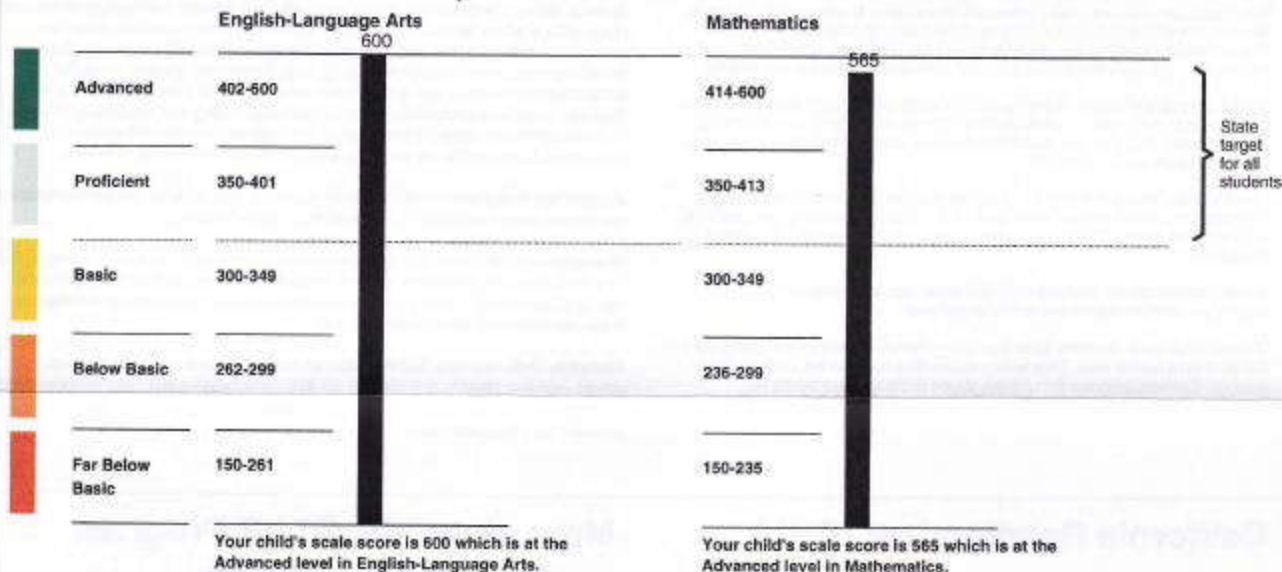 English-Language Arts
600
Advanced 402-600
Proficient 350-401
Basic 300-349
Below Basic 262-299
Far Below 150-261
Basic
Your child's scale score is 600 which is at the
Advanced level in English-Language Arts.
Mathematics
565
414-600
350-413
300-349
236-299
150-235
Your child's scale score is 565 which is at the
Advanced level in Mathematics.
State
target
for all
students